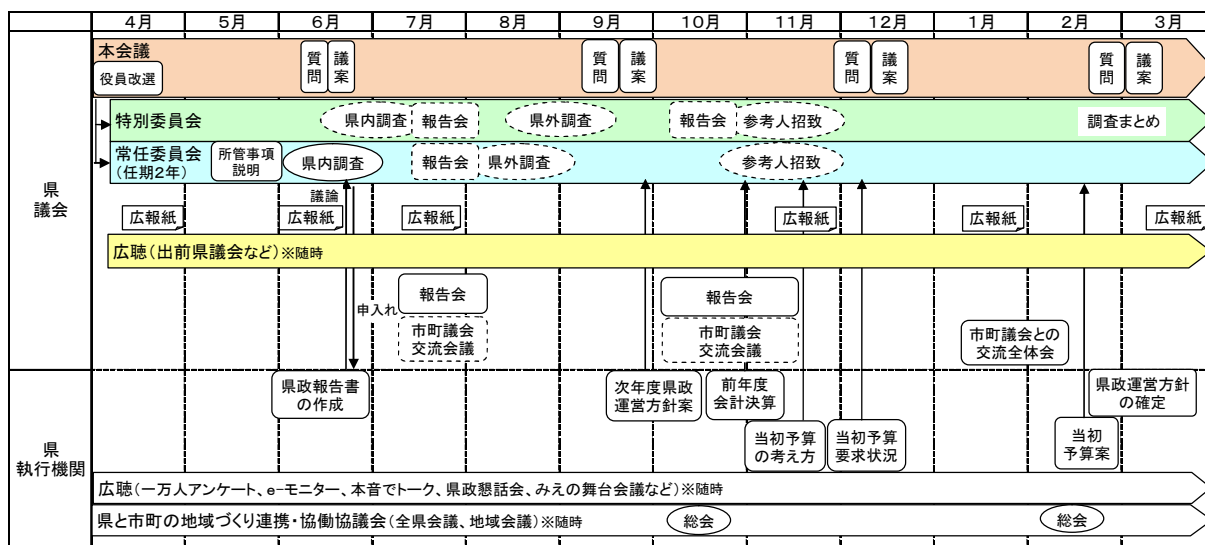 4月 5月 6月 7月 8月 9月 10月 11月 12月 1月 2月 3月
県
議会
本会議
役員改選
質問
議案
質問
議案
質問
議案
質問
議案
特別委員会
県内調査
報告会
県外調査
報告会
参考人招致
調査まとめ
常任委員会
(任期2年)
所管事項
説明
県内調査
報告会
県外調査
参考人招致
議論
広報紙 広報紙 広報紙 広報紙 広報紙 広報紙
広聴(出前県議会など)※随時
申入れ
報告会
市町議会
交流会議
報告会
市町議会
交流会議
市町議会との
交流全体会
県
執行機関
県政報告書
の作成
次年度県政
運営方針案
前年度
会計決算
県政運営方針
の確定
当初予算
の考え方
当初予算
要求状況
当初
予算案
広聴(一万人アンケート、e-モニター、本音でトーク、県政懇話会、みえの舞台会議など)※随時
県と市町の地域づくり連携・協働協議会(全県会議、地域会議)※随時
総会
総会